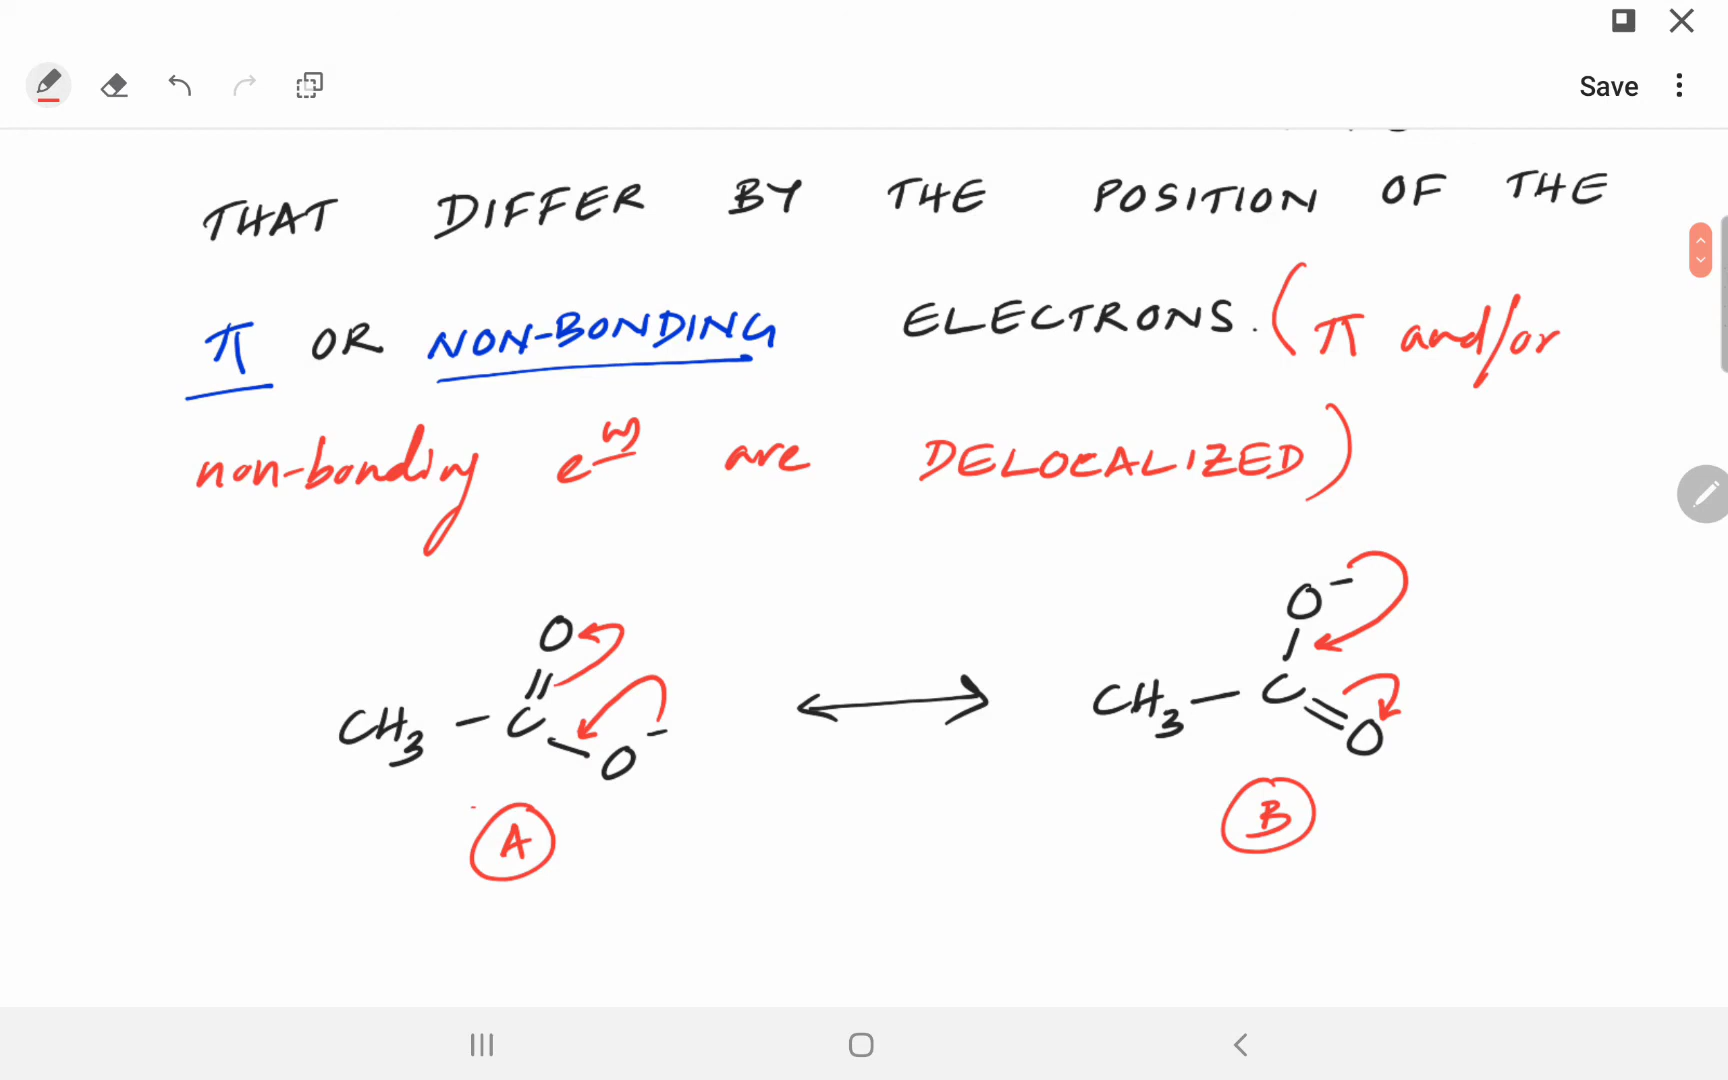 Save
THAT DIFFER BY THE POSITION OF THE
π OR NON-BONDING ELECTRONS. (π and/or
non-bonding e are DELOCALIZED)
O O⁻
CH₃ - C CH₃ - C
O⁻ O
A B